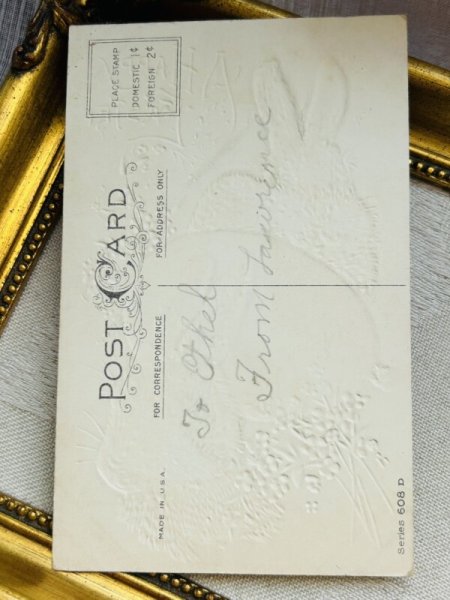 PLACE STAMP
DOMESTIC 1¢
FOREIGN 2¢
POST CARD
FOR CORRESPONDENCE
FOR ADDRESS ONLY
MADE IN U.S.A.
To Ethel
From Lawrence
Series 608 D